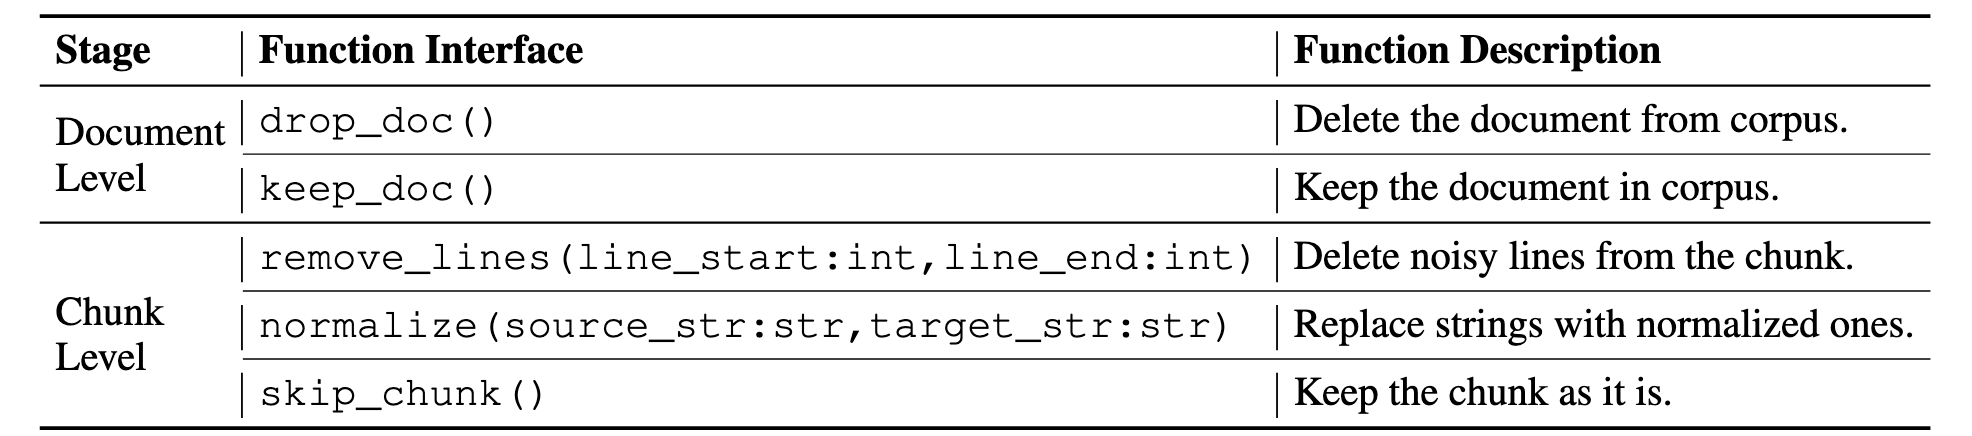 Stage Function Interface Function Description
Document Level drop_doc() Delete the document from corpus.
keep_doc() Keep the document in corpus.
Chunk Level remove_lines(line_start:int,line_end:int) Delete noisy lines from the chunk.
normalize(source_str:str,target_str:str) Replace strings with normalized ones.
skip_chunk() Keep the chunk as it is.